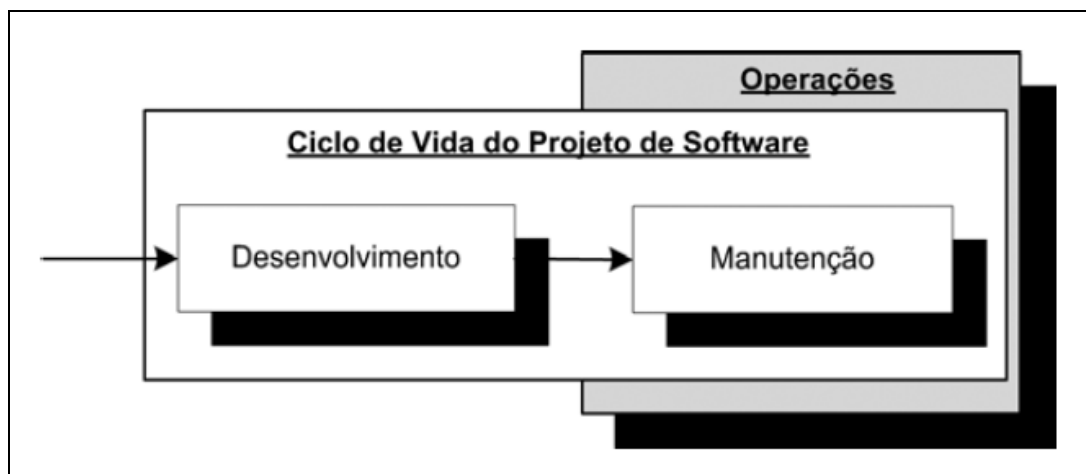 Operações
Ciclo de Vida do Projeto de Software
Desenvolvimento
Manutenção